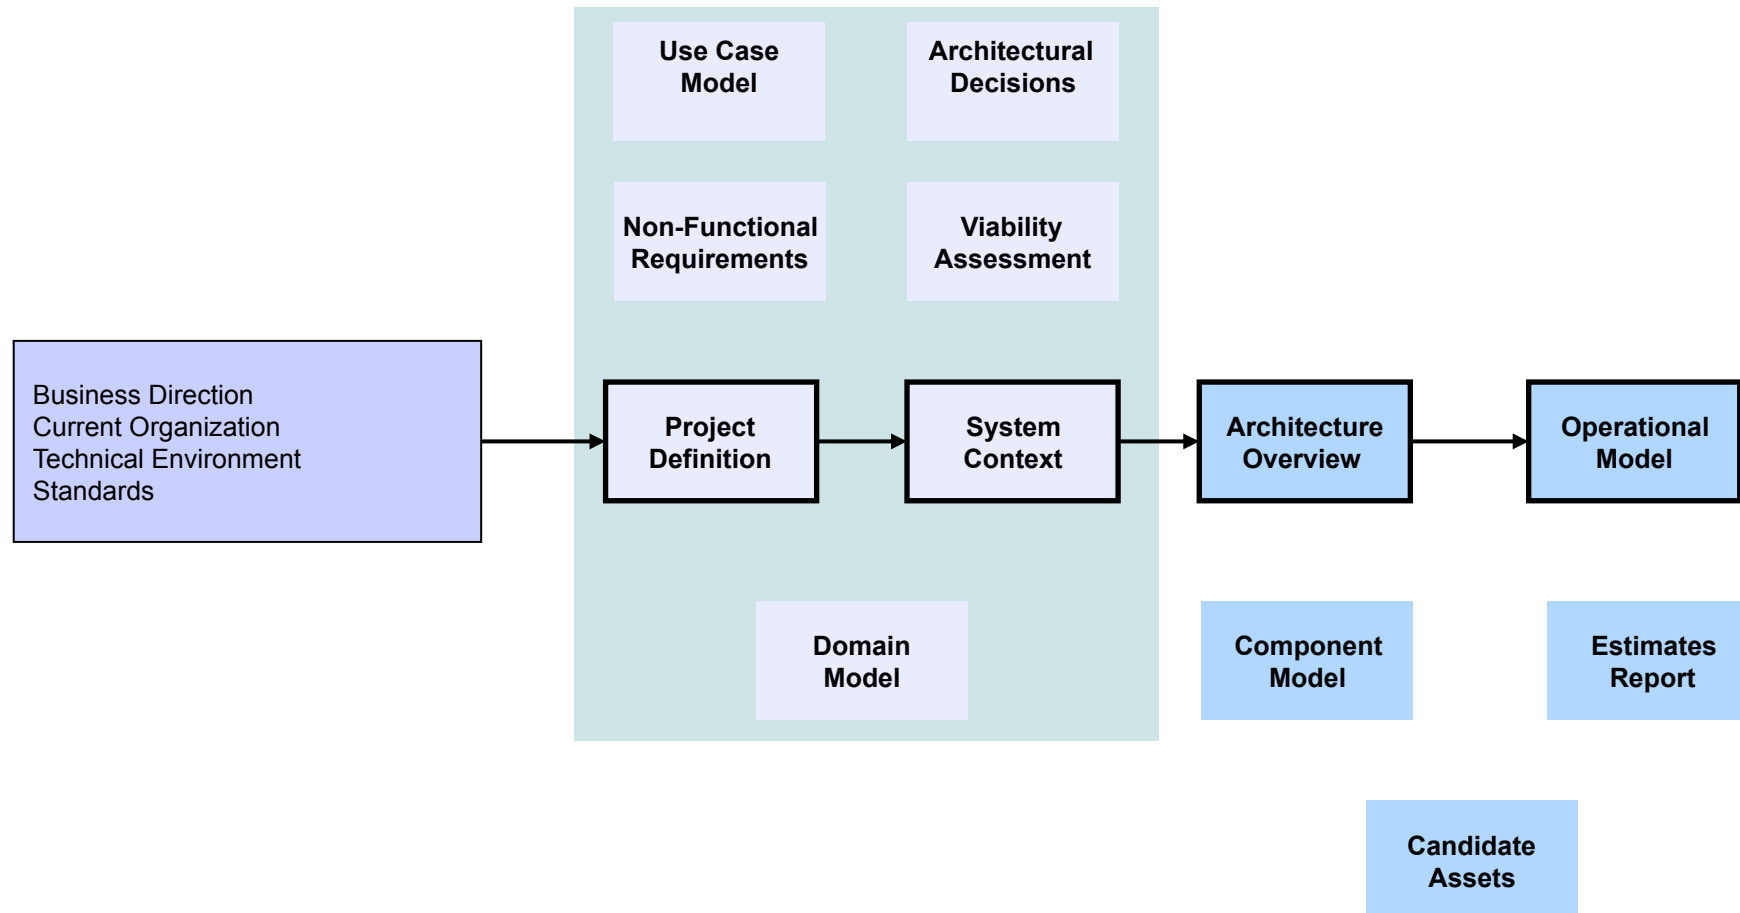 Use Case
Model
Architectural
Decisions
Non-Functional
Requirements
Viability
Assessment
Business Direction
Current Organization
Technical Environment
Standards
Project
Definition
System
Context
Architecture
Overview
Operational
Model
Domain
Model
Component
Model
Estimates
Report
Candidate
Assets